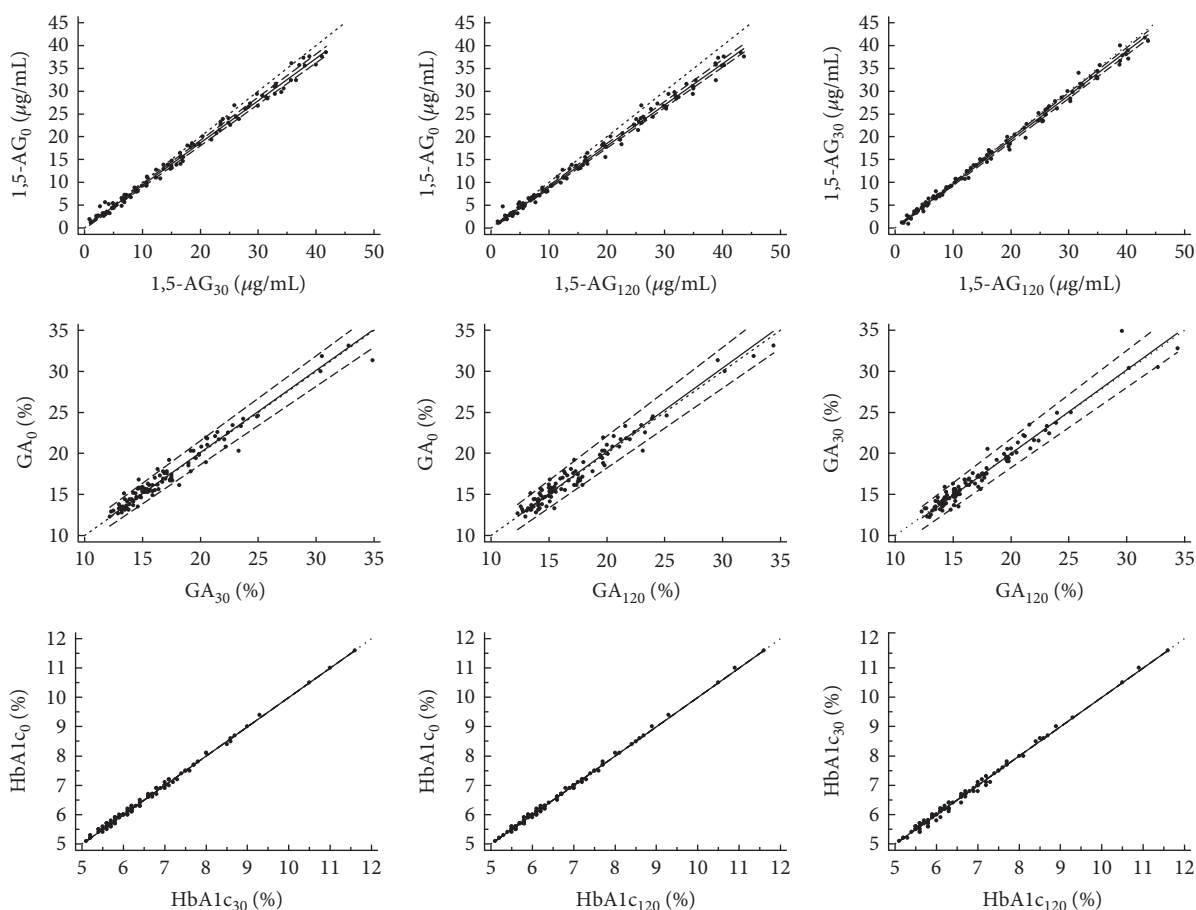 45
40
35
30
25
20
15
10
5
0
1,5-AG₀ (μg/mL)
0 10 20 30 40 50
1,5-AG₃₀ (μg/mL)
45
40
35
30
25
20
15
10
5
0
1,5-AG₀ (μg/mL)
0 10 20 30 40 50
1,5-AG₁₂₀ (μg/mL)
45
40
35
30
25
20
15
10
5
0
1,5-AG₃₀ (μg/mL)
0 10 20 30 40 50
1,5-AG₁₂₀ (μg/mL)
35
30
25
20
15
10
GA₀ (%)
10 15 20 25 30 35
GA₃₀ (%)
35
30
25
20
15
10
GA₀ (%)
10 15 20 25 30 35
GA₁₂₀ (%)
35
30
25
20
15
10
GA₃₀ (%)
10 15 20 25 30 35
GA₁₂₀ (%)
12
11
10
9
8
7
6
5
HbA1c₀ (%)
5 6 7 8 9 10 11 12
HbA1c₃₀ (%)
12
11
10
9
8
7
6
5
HbA1c₀ (%)
5 6 7 8 9 10 11 12
HbA1c₁₂₀ (%)
12
11
10
9
8
7
6
5
HbA1c₃₀ (%)
5 6 7 8 9 10 11 12
HbA1c₁₂₀ (%)